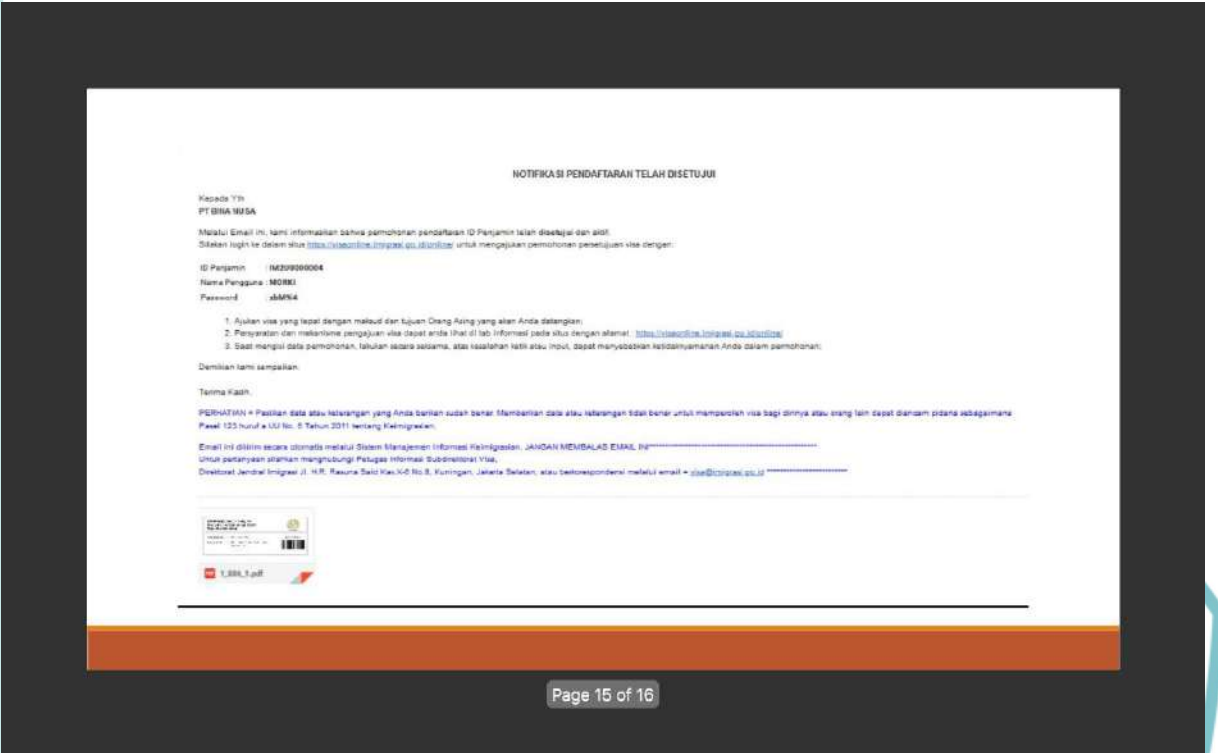 NOTIFIKASI PENDAFTARAN TELAH DISETUJUI
Kepada Yth
PT BINA NUSA
Melalui Email ini, kami informasikan bahwa permohonan pendaftaran ID Penjamin telah disetujui dan aktif.
Silakan login ke dalam situs https://visaonline.imigrasi.go.id/online/ untuk mengajukan permohonan persetujuan visa dengan:
ID Penjamin : IM209000004
Nama Pengguna : MORKI
Password xbM%4
1. Ajukan visa yang tepat dengan maksud dan tujuan Orang Asing yang akan Anda datangkan;
2. Persyaratan dan mekanisme pengajuan visa dapat anda lihat di tab Informasi pada situs dengan alamat : https://visaonline.imigrasi.go.id/online/
3. Saat mengisi data permohonan, lakukan secara seksama, atas kesalahan ketik atau input, dapat menyebabkan ketidaknyamanan Anda dalam permohonan;
Demikian kami sampaikan.
Terima Kasih.
PERHATIAN = Pastikan data atau keterangan yang Anda berikan sudah benar. Memberikan data atau keterangan tidak benar untuk memperoleh visa bagi dirinya atau orang lain dapat diancam pidana sebagaimana
Pasal 123 huruf a UU No. 6 Tahun 2011 tentang Keimigrasian.
Email ini dikirim secara otomatis melalui Sistem Manajemen Informasi Keimigrasian, JANGAN MEMBALAS EMAIL INI
Untuk pertanyaan silahkan menghubungi Petugas Informasi Subdirektorat Visa,
Direktorat Jendral Imigrasi Jl. H.R. Rasuna Said Kav.X-6 No.8, Kuningan, Jakarta Selatan, atau berkorespondensi melalui email = visa@imigrasi.go.id
1_886_1.pdf
Page 15 of 16